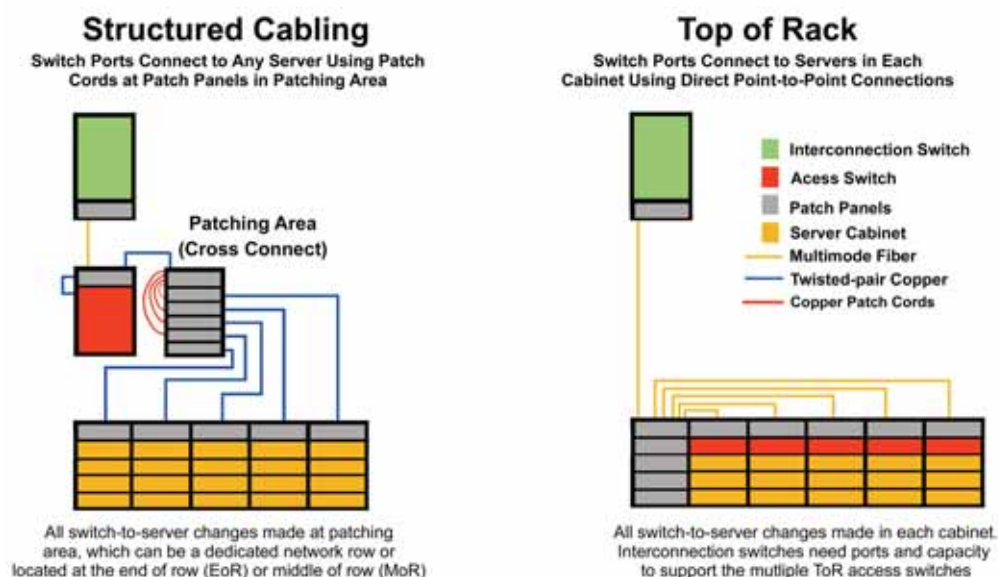 Structured Cabling
Switch Ports Connect to Any Server Using Patch
Cords at Patch Panels in Patching Area
Patching Area
(Cross Connect)
All switch-to-server changes made at patching
area, which can be a dedicated network row or
located at the end of row (EoR) or middle of row (MoR)
Top of Rack
Switch Ports Connect to Servers in Each
Cabinet Using Direct Point-to-Point Connections
Interconnection Switch
Acess Switch
Patch Panels
Server Cabinet
Multimode Fiber
Twisted-pair Copper
Copper Patch Cords
All switch-to-server changes made in each cabinet.
Interconnection switches need ports and capacity
to support the mutliple ToR access switches